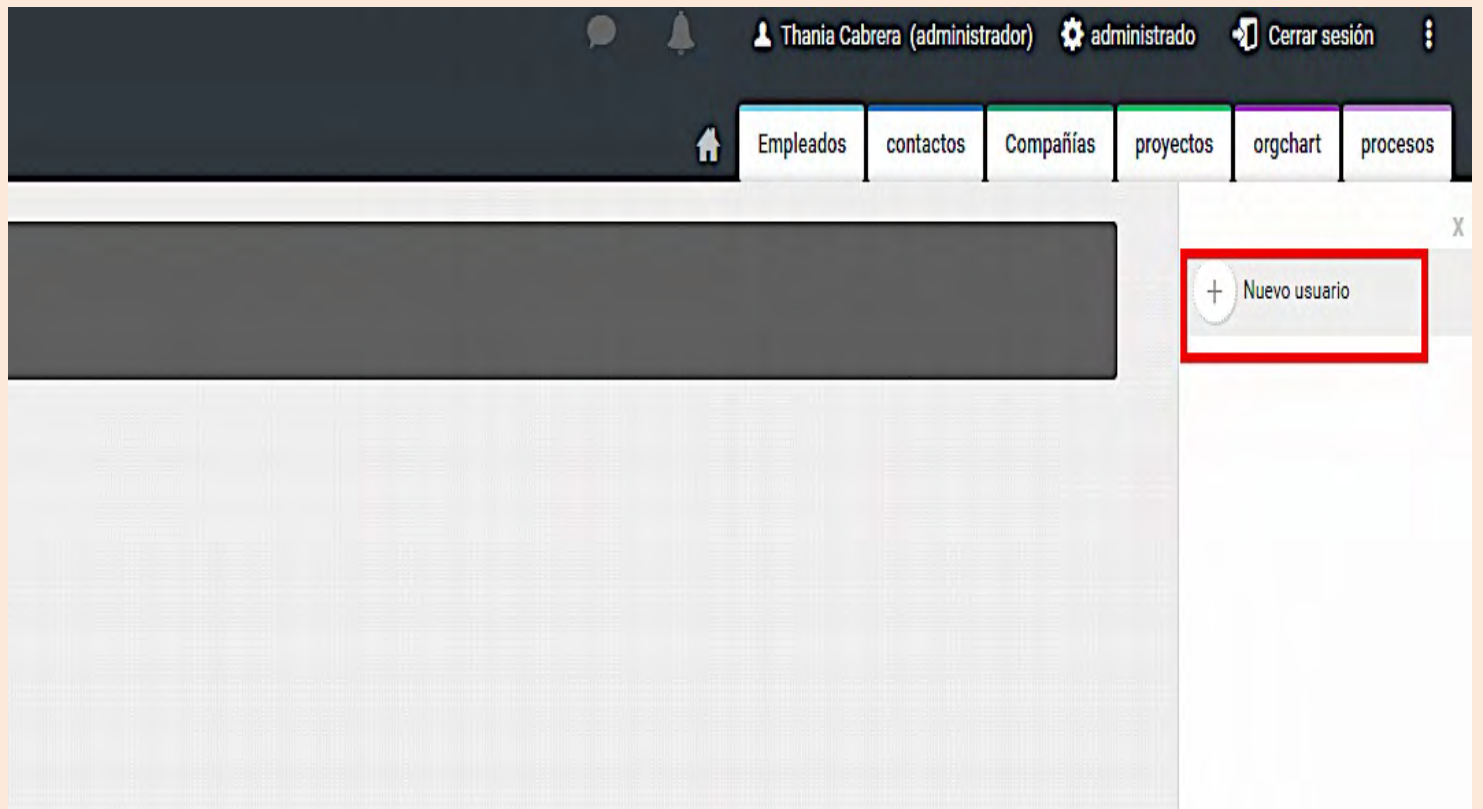 Thania Cabrera (administrador) administrado Cerrar sesión
Empleados contactos Compañías proyectos orgchart procesos
X
+ Nuevo usuario